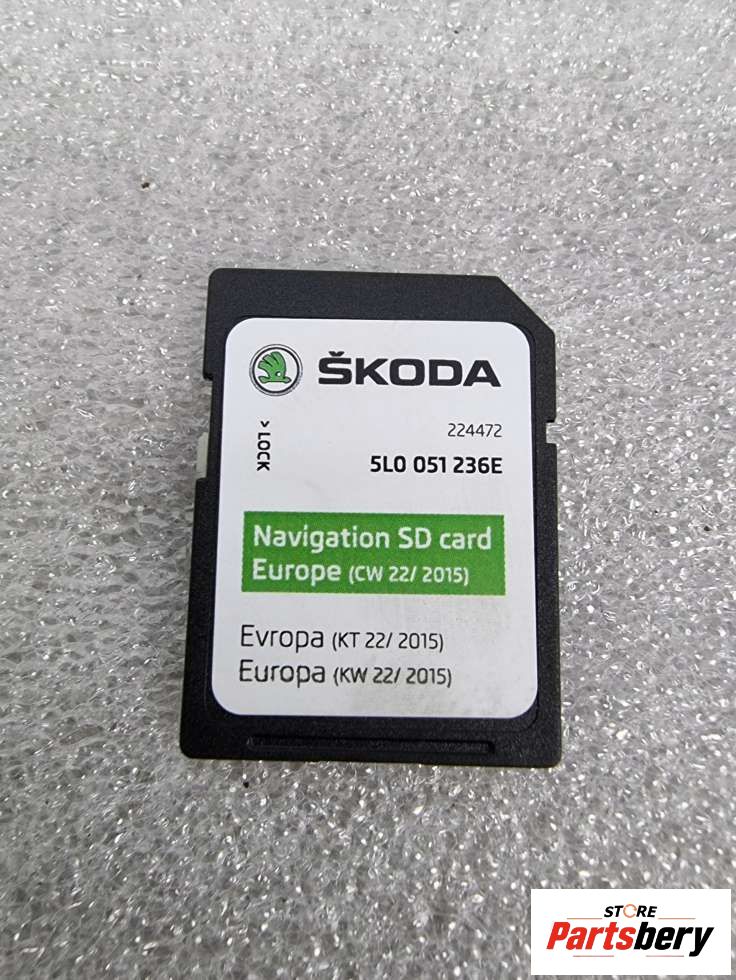 ŠKODA
> LOCK
224472
5L0 051 236E
Navigation SD card
Europe (CW 22/ 2015)
Evropa (KT 22/ 2015)
Europa (KW 22/ 2015)
STORE
Partsbery